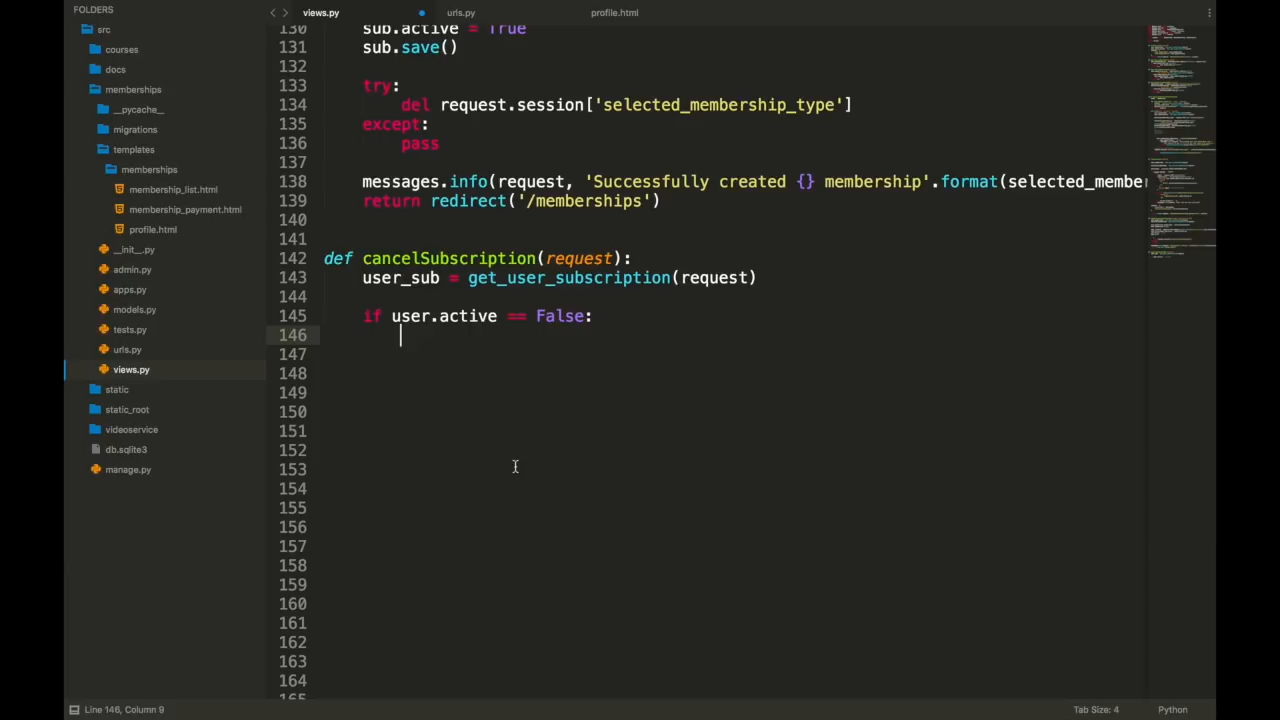 FOLDERS
src
courses
docs
memberships
__pycache__
migrations
templates
memberships
membership_list.html
membership_payment.html
profile.html
__init__.py
admin.py
apps.py
models.py
tests.py
urls.py
views.py
static
static_root
videoservice
db.sqlite3
manage.py
views.py urls.py profile.html
130 sub.active = True
131 sub.save()
132
133 try:
134 del request.session['selected_membership_type']
135 except:
136 pass
137
138 messages.info(request, 'Successfully created {} membership'.format(selected_membe
139 return redirect('/memberships')
140
141
142 def cancelSubscription(request):
143 user_sub = get_user_subscription(request)
144
145 if user.active == False:
146
147
148
149
150
151
152
153
154
155
156
157
158
159
160
161
162
163
164
165
Line 146, Column 9 Tab Size: 4 Python